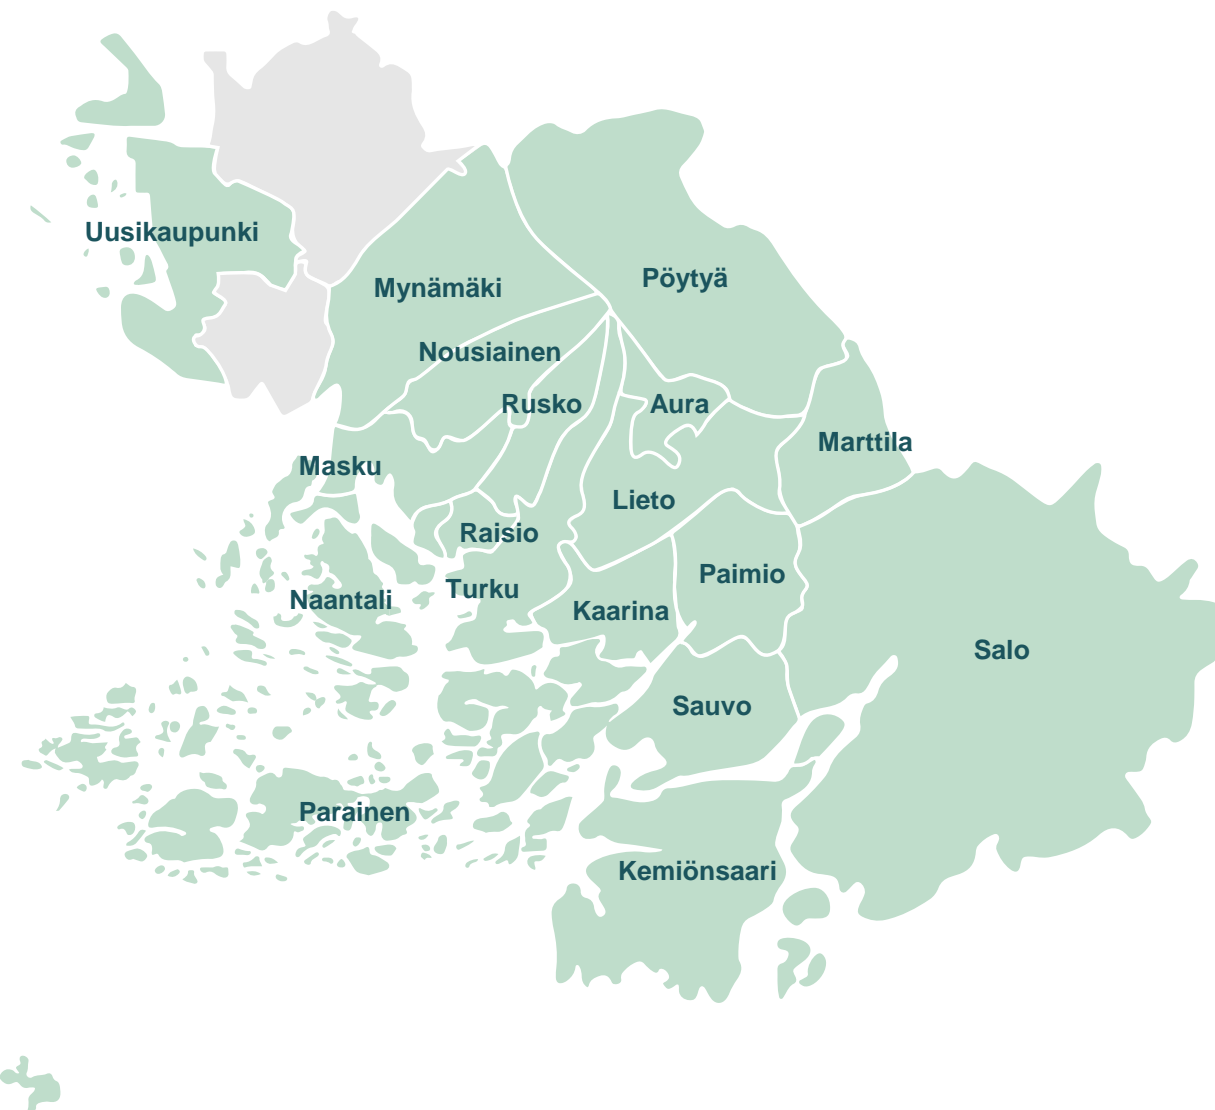 Uusikaupunki
Mynämäki
Pöytyä
Nousiainen
Rusko
Aura
Marttila
Masku
Lieto
Raisio
Paimio
Naantali
Turku
Kaarina
Salo
Sauvo
Parainen
Kemiönsaari